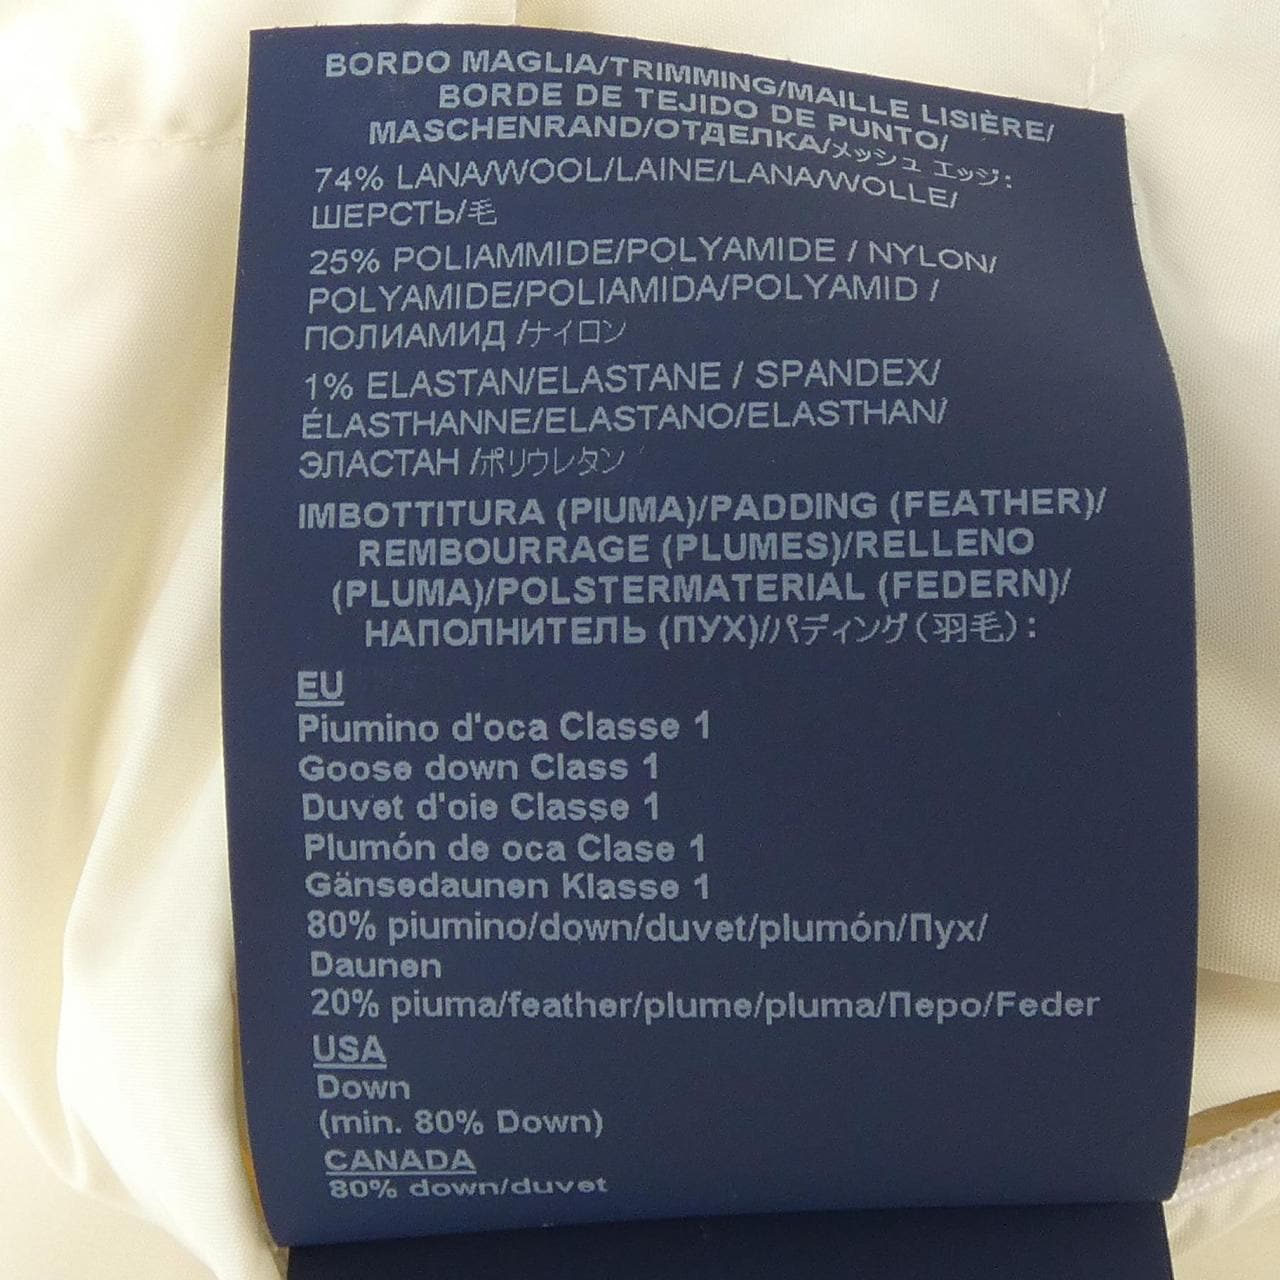 BORDO MAGLIA/TRIMMING/MAILLE LISIÈRE/
BORDE DE TEJIDO DE PUNTO/
MASCHENRAND/ОТДЕЛКА/メッシュ エッジ:
74% LANA/WOOL/LAINE/LANA/WOLLE/
ШЕРСТЬ/毛
25% POLIAMMIDE/POLYAMIDE / NYLON/
POLYAMIDE/POLIAMIDA/POLYAMID /
ПОЛИАМИД /ナイロン
1% ELASTAN/ELASTANE / SPANDEX/
ÉLASTHANNE/ELASTANO/ELASTHAN/
ЭЛАСТАН /ポリウレタン
IMBOTTITURA (PIUMA)/PADDING (FEATHER)/
REMBOURRAGE (PLUMES)/RELLENO
(PLUMA)/POLSTERMATERIAL (FEDERN)/
НАПОЛНИТЕЛЬ (ПУХ)/パディング(羽毛):
EU
Piumino d'oca Classe 1
Goose down Class 1
Duvet d'oie Classe 1
Plumón de oca Clase 1
Gänsedaunen Klasse 1
80% piumino/down/duvet/plumón/Пух/
Daunen
20% piuma/feather/plume/pluma/Перо/Feder
USA
Down
(min. 80% Down)
CANADA
80% down/duvet